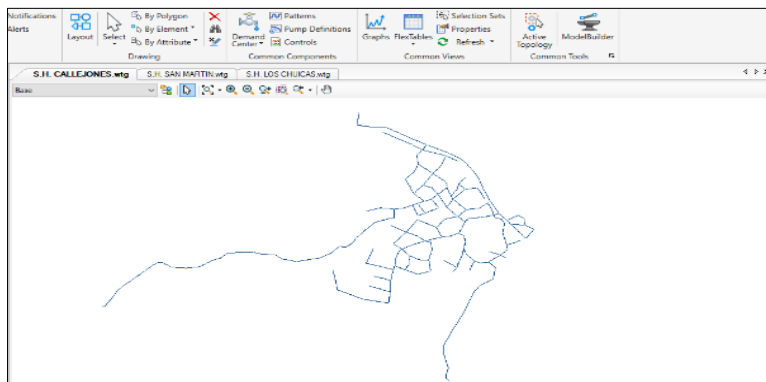 Notifications
Alerts
Layout
Select
By Polygon
By Element
By Attribute
Drawing
Demand Center
Patterns
Pump Definitions
Controls
Common Components
Graphs
FlexTables
Selection Sets
Properties
Refresh
Common Views
Active Topology
ModelBuilder
Common Tools
S.H. CALLEJONES.wtg
S.H. SAN MARTIN.wtg
S.H. LOS CHUICAS.wtg
Base